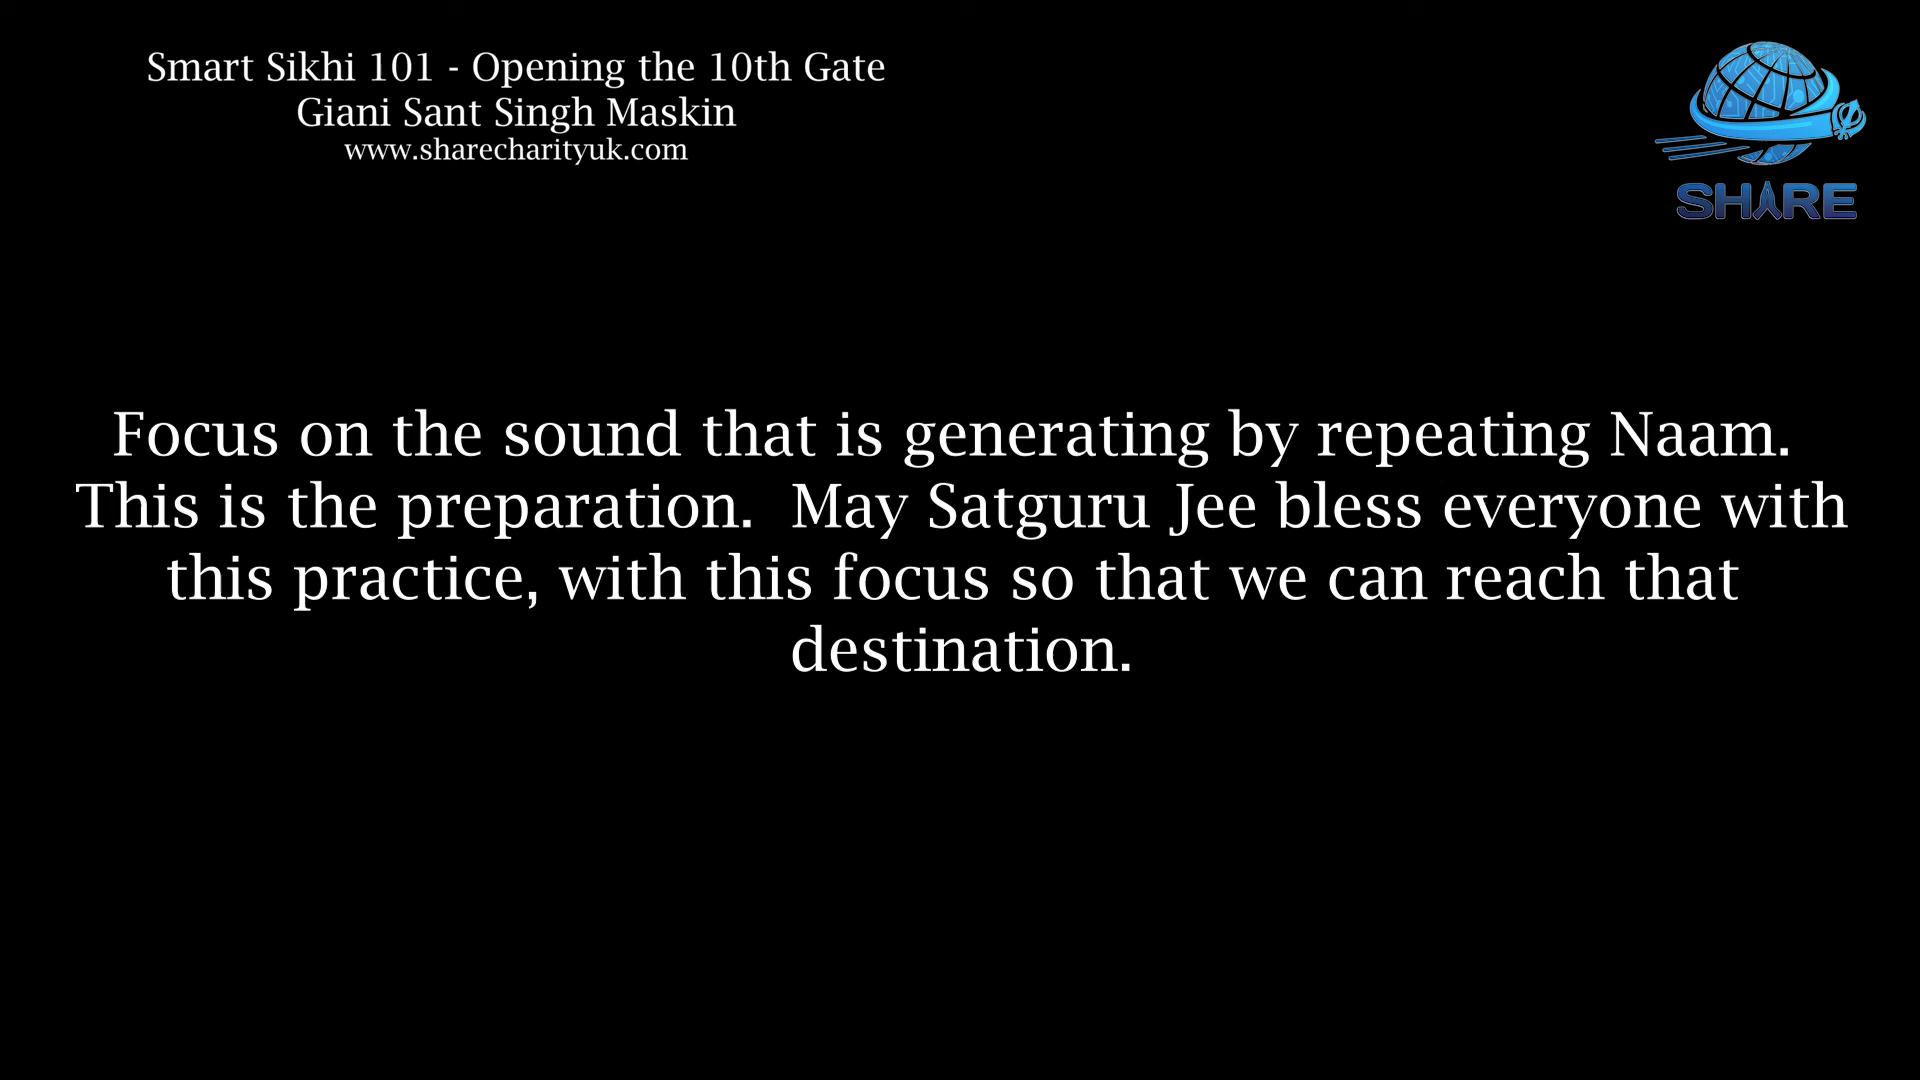 Smart Sikhi 101 - Opening the 10th Gate
Giani Sant Singh Maskin
www.sharecharityuk.com
SHARE
Focus on the sound that is generating by repeating Naam.
This is the preparation.  May Satguru Jee bless everyone with
this practice, with this focus so that we can reach that
destination.